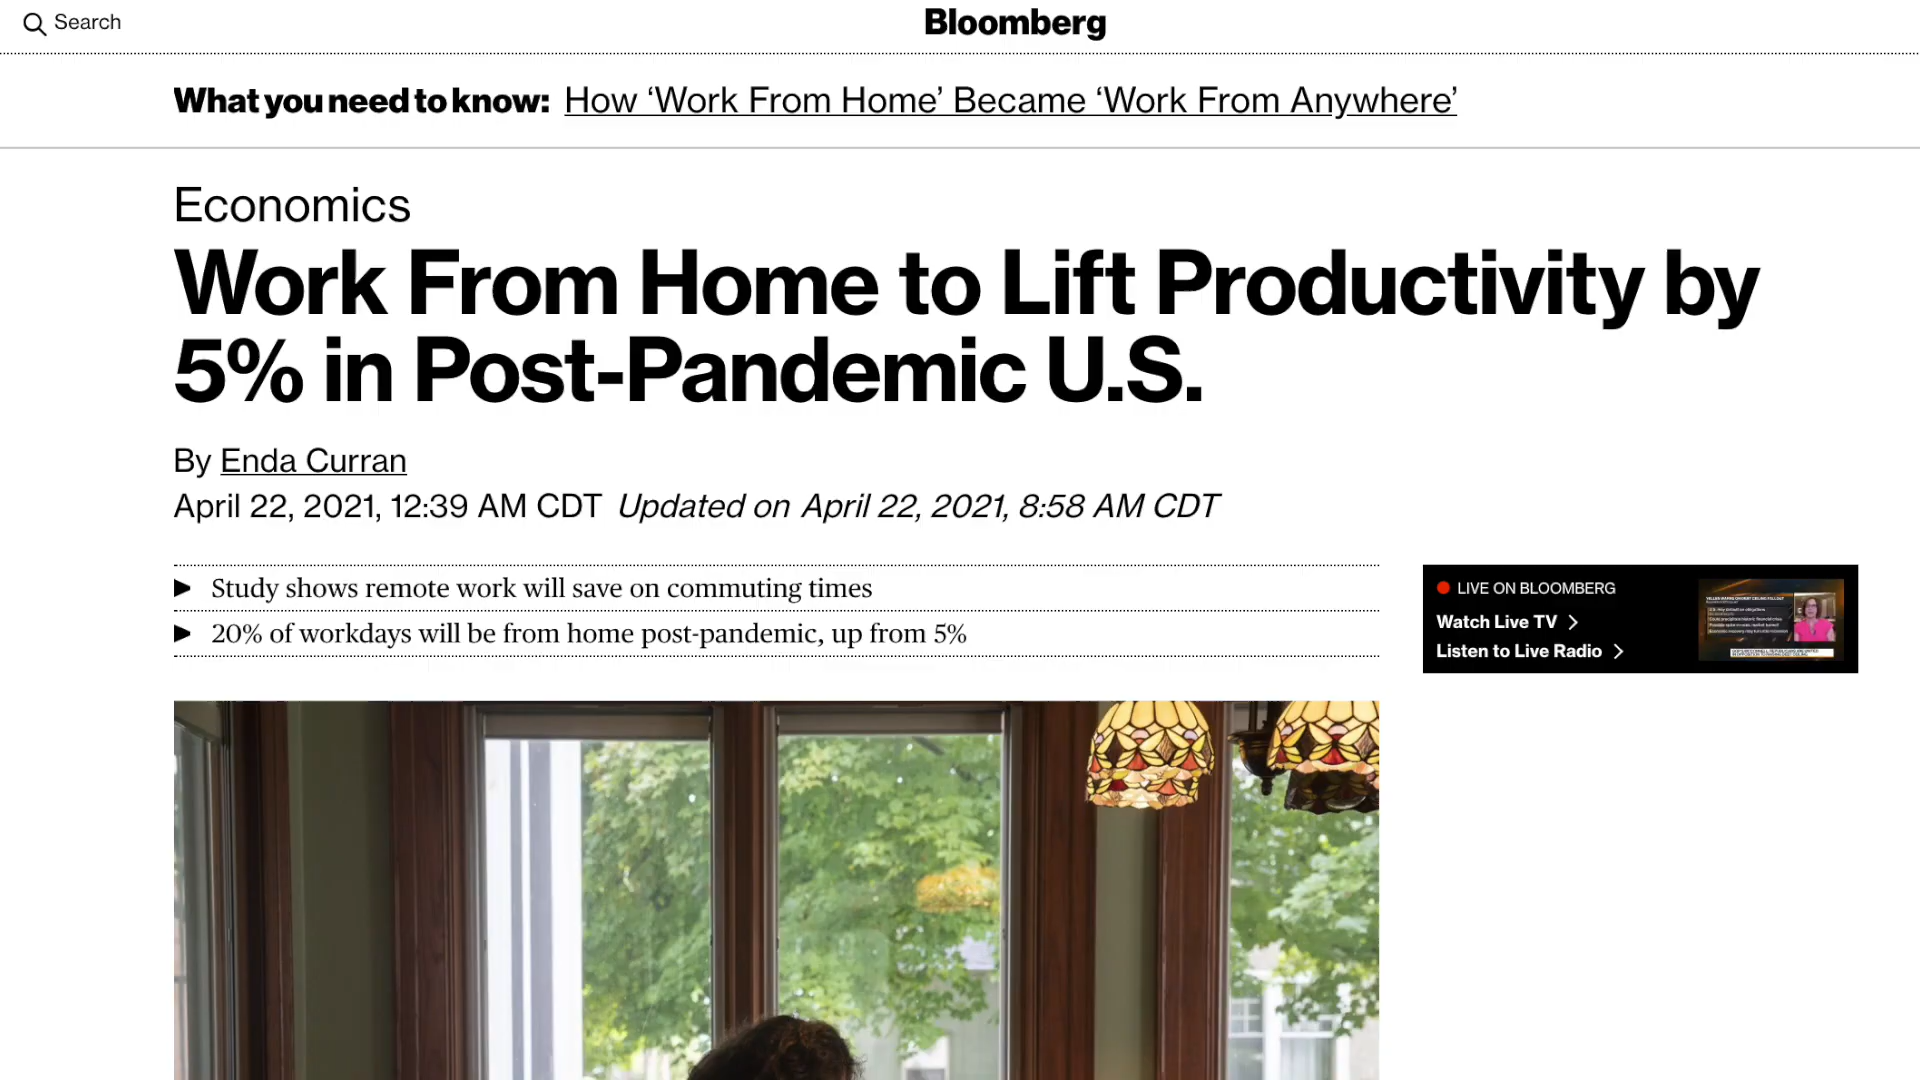 Search
Bloomberg
What you need to know: How ‘Work From Home’ Became ‘Work From Anywhere’
Economics
Work From Home to Lift Productivity by
5% in Post-Pandemic U.S.
By Enda Curran
April 22, 2021, 12:39 AM CDT Updated on April 22, 2021, 8:58 AM CDT
Study shows remote work will save on commuting times
20% of workdays will be from home post-pandemic, up from 5%
LIVE ON BLOOMBERG
Watch Live TV
Listen to Live Radio